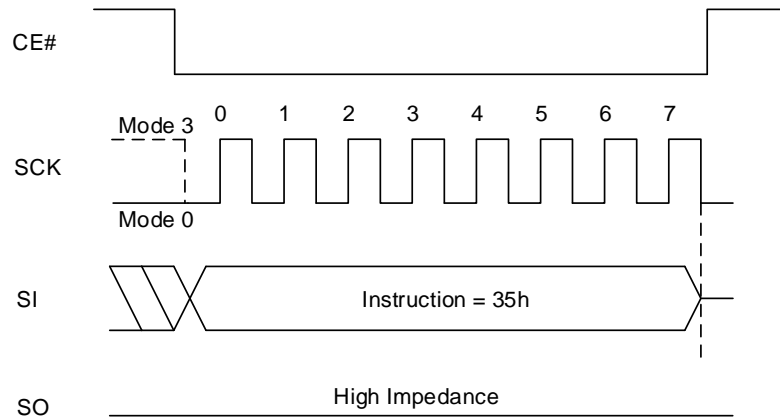 CE#
0 1 2 3 4 5 6 7
Mode 3
SCK
Mode 0
SI
Instruction = 35h
High Impedance
SO